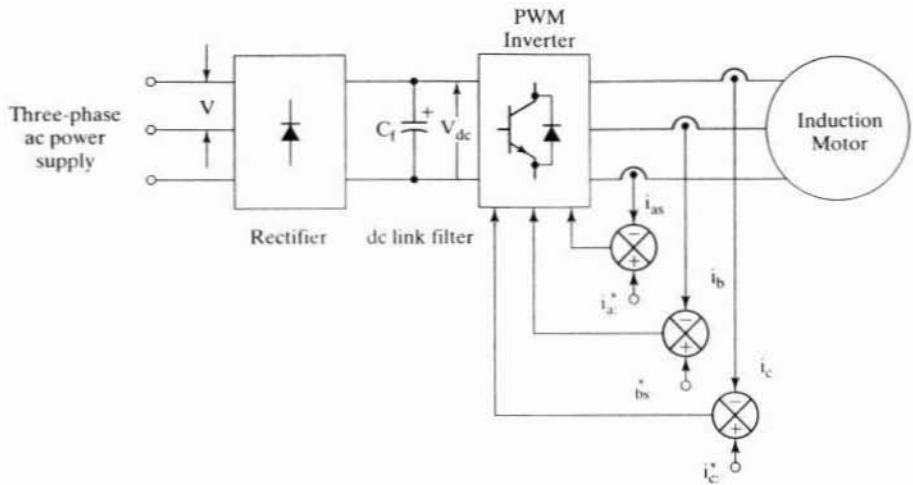 PWM
Inverter
Three-phase
ac power
supply
V
C_f
+
V_dc
Induction
Motor
Rectifier
dc link filter
i_as
−
+
i_a:*
i_b
−
+
*bs
i_c
−
+
i_c:*